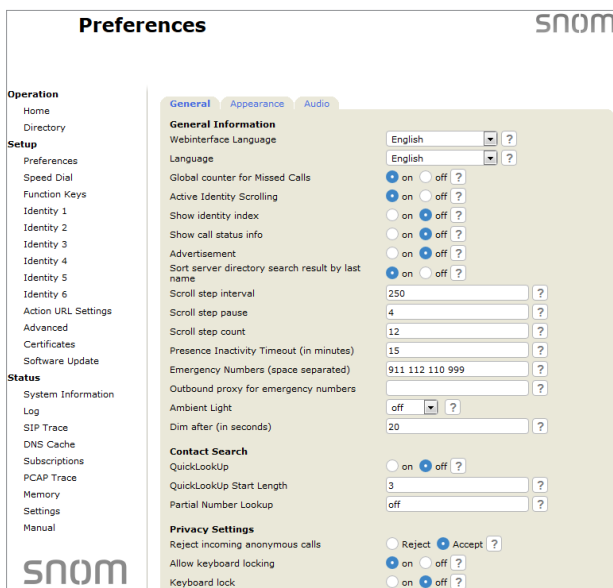 Preferences
snom
Operation
Home
Directory
Setup
Preferences
Speed Dial
Function Keys
Identity 1
Identity 2
Identity 3
Identity 4
Identity 5
Identity 6
Action URL Settings
Advanced
Certificates
Software Update
Status
System Information
Log
SIP Trace
DNS Cache
Subscriptions
PCAP Trace
Memory
Settings
Manual
snom
General Appearance Audio
General Information
Webinterface Language English ?
Language English ?
Global counter for Missed Calls on off ?
Active Identity Scrolling on off ?
Show identity index on off ?
Show call status info on off ?
Advertisement on off ?
Sort server directory search result by last
name on off ?
Scroll step interval 250 ?
Scroll step pause 4 ?
Scroll step count 12 ?
Presence Inactivity Timeout (in minutes) 15 ?
Emergency Numbers (space separated) 911 112 110 999 ?
Outbound proxy for emergency numbers ?
Ambient Light off ?
Dim after (in seconds) 20 ?
Contact Search
QuickLookUp on off ?
QuickLookUp Start Length 3 ?
Partial Number Lookup off ?
Privacy Settings
Reject incoming anonymous calls Reject Accept ?
Allow keyboard locking on off ?
Keyboard lock on off ?